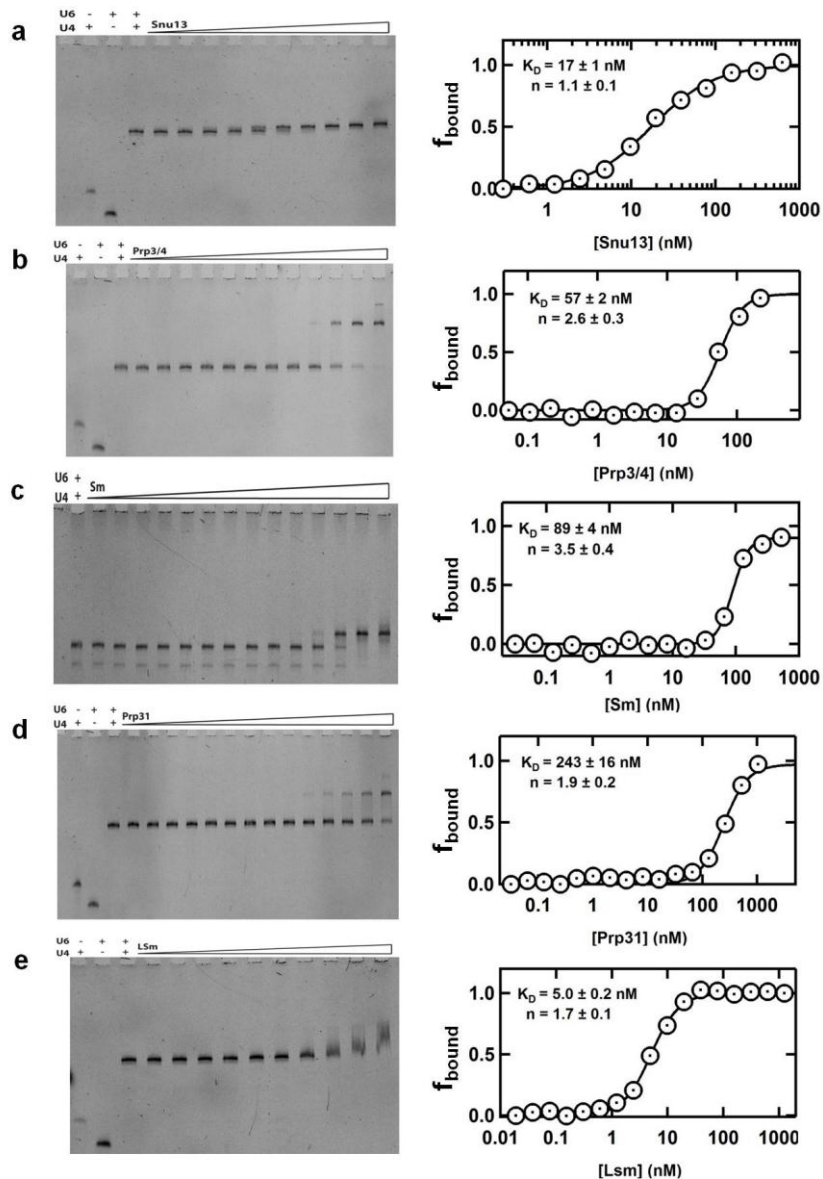 a
U6 - + +
U4 + - +
Snu13
K_D = 17 ± 1 nM
n = 1.1 ± 0.1
f_bound
1.0
0.5
0.0
1 10 100 1000
[Snu13] (nM)
b
U6 - + +
U4 + - +
Prp3/4
K_D = 57 ± 2 nM
n = 2.6 ± 0.3
f_bound
1.0
0.5
0.0
0.1 1 10 100
[Prp3/4] (nM)
c
U6 +
U4 +
Sm
K_D = 89 ± 4 nM
n = 3.5 ± 0.4
f_bound
1.0
0.5
0.0
0.1 1 10 100 1000
[Sm] (nM)
d
U6 - + +
U4 + - +
Prp31
K_D = 243 ± 16 nM
n = 1.9 ± 0.2
f_bound
1.0
0.5
0.0
0.1 1 10 100 1000
[Prp31] (nM)
e
U6 - + +
U4 + - +
LSm
K_D = 5.0 ± 0.2 nM
n = 1.7 ± 0.1
f_bound
1.0
0.5
0.0
0.01 0.1 1 10 100 1000
[Lsm] (nM)